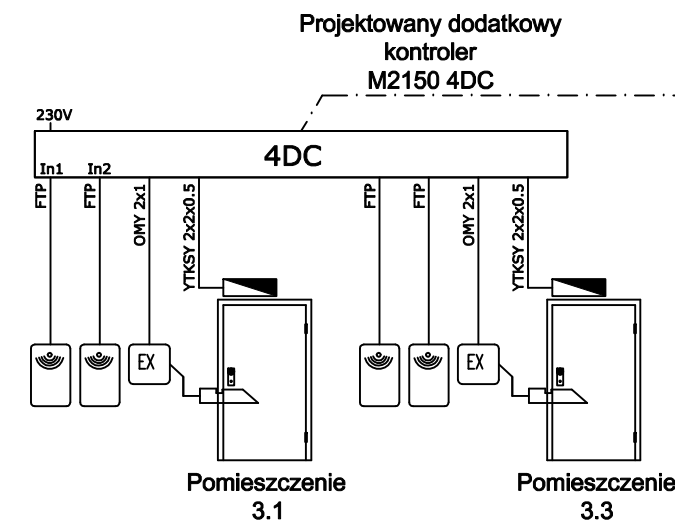 Projektowany dodatkowy
kontroler
M2150 4DC
230V
4DC
In1
In2
FTP
FTP
OMY 2x1
YTKSY 2x2x0.5
FTP
FTP
OMY 2x1
YTKSY 2x2x0.5
EX
EX
Pomieszczenie
3.1
Pomieszczenie
3.3